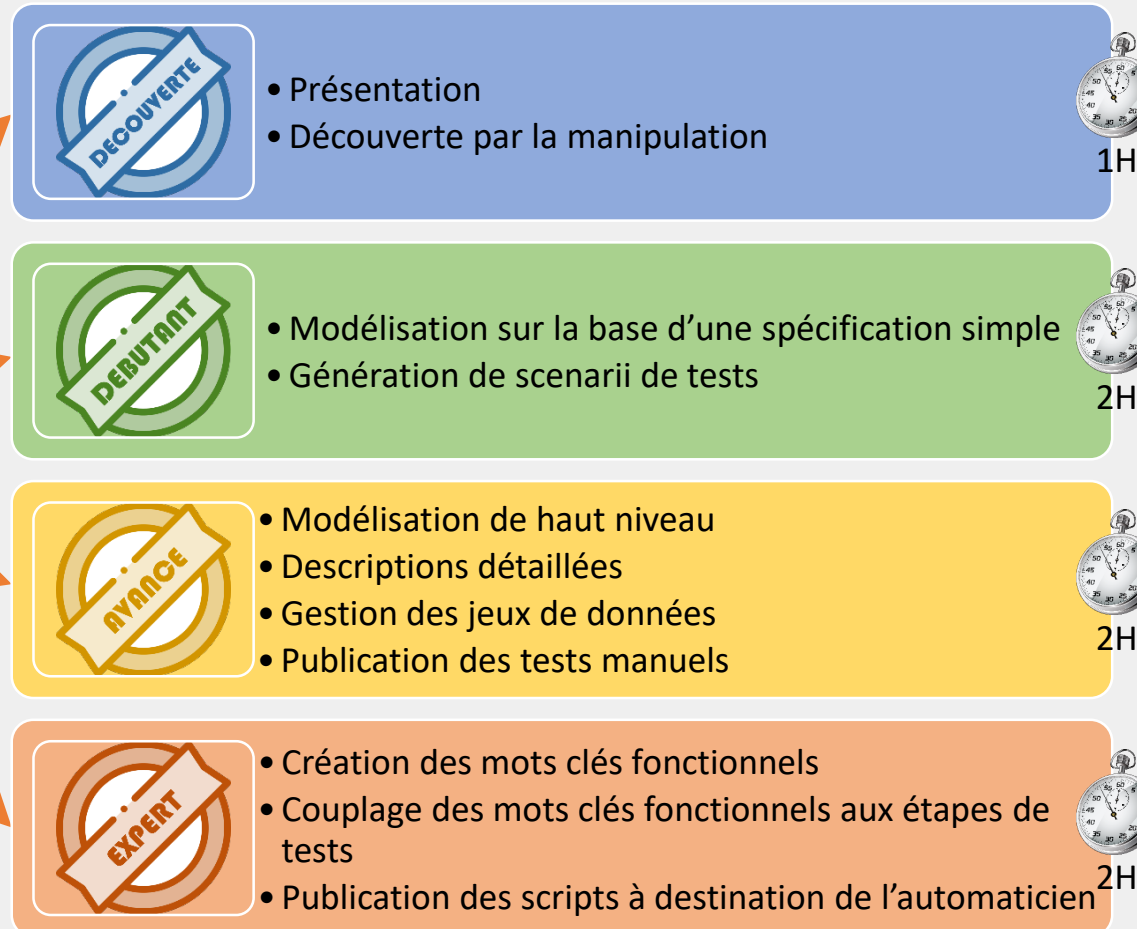 DECOUVERTE
• Présentation
• Découverte par la manipulation
1H
DEBUTANT
• Modélisation sur la base d’une spécification simple
• Génération de scenarii de tests
2H
AVANCE
• Modélisation de haut niveau
• Descriptions détaillées
• Gestion des jeux de données
• Publication des tests manuels
2H
EXPERT
• Création des mots clés fonctionnels
• Couplage des mots clés fonctionnels aux étapes de
tests
• Publication des scripts à destination de l’automaticien
2H